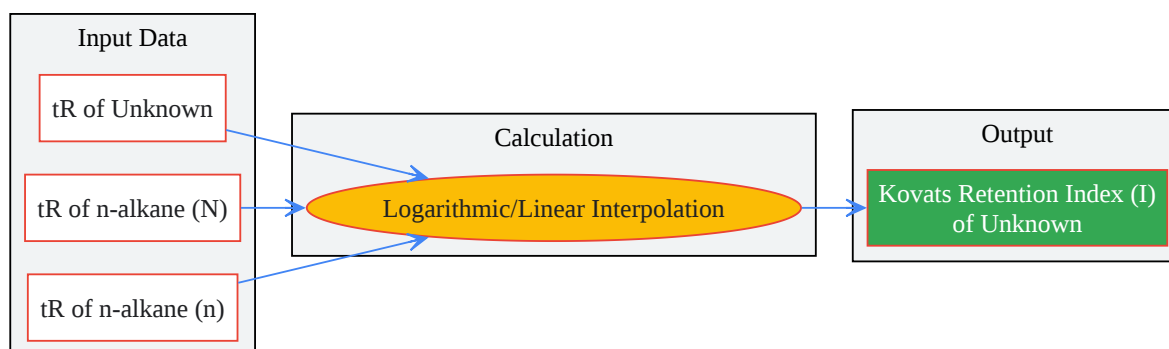 Input Data
tR of Unknown
tR of n-alkane (N)
tR of n-alkane (n)
Calculation
Logarithmic/Linear Interpolation
Output
Kovats Retention Index (I)
of Unknown